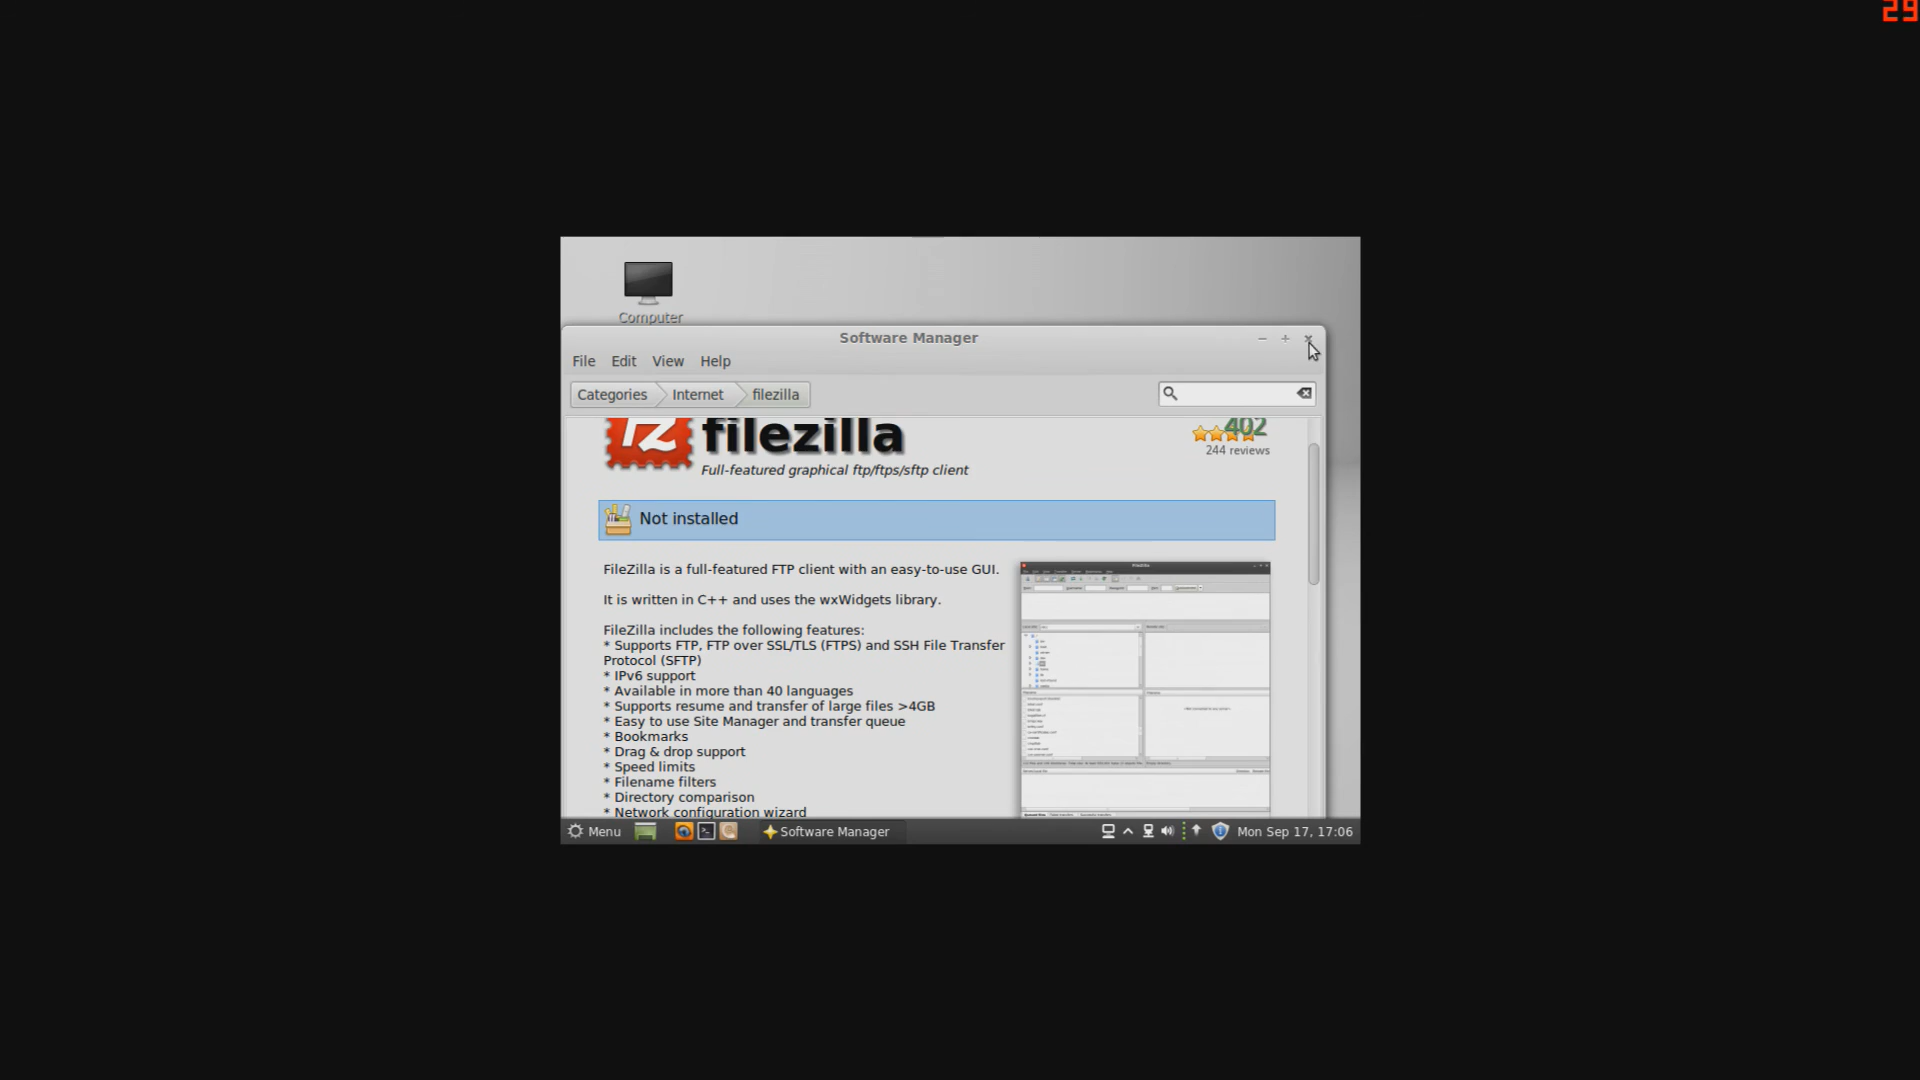 29
Computer
Software Manager
File Edit View Help
Categories Internet filezilla
filezilla
402
Full-featured graphical ftp/ftps/sftp client
244 reviews
Not installed
FileZilla is a full-featured FTP client with an easy-to-use GUI.
It is written in C++ and uses the wxWidgets library.
FileZilla includes the following features:
* Supports FTP, FTP over SSL/TLS (FTPS) and SSH File Transfer
Protocol (SFTP)
* IPv6 support
* Available in more than 40 languages
* Supports resume and transfer of large files >4GB
* Easy to use Site Manager and transfer queue
* Bookmarks
* Drag & drop support
* Speed limits
* Filename filters
* Directory comparison
* Network configuration wizard
Menu Software Manager Mon Sep 17, 17:06